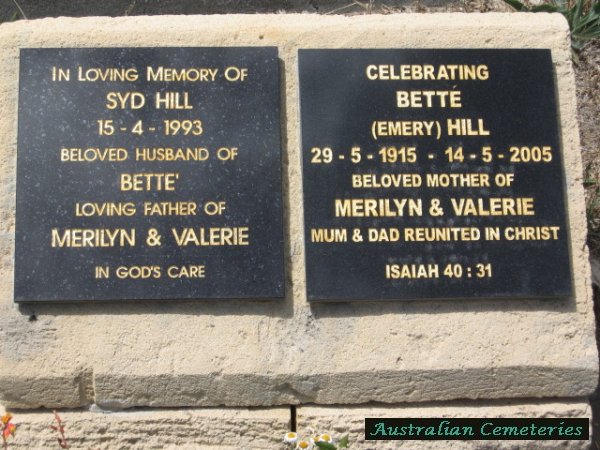 IN LOVING MEMORY OF
SYD HILL
15 - 4 - 1993
BELOVED HUSBAND OF
BETTE'
LOVING FATHER OF
MERILYN & VALERIE
IN GOD'S CARE
CELEBRATING
BETTÉ
(EMERY) HILL
29 - 5 - 1915 - 14 - 5 - 2005
BELOVED MOTHER OF
MERILYN & VALERIE
MUM & DAD REUNITED IN CHRIST
ISAIAH 40 : 31
Australian Cemeteries